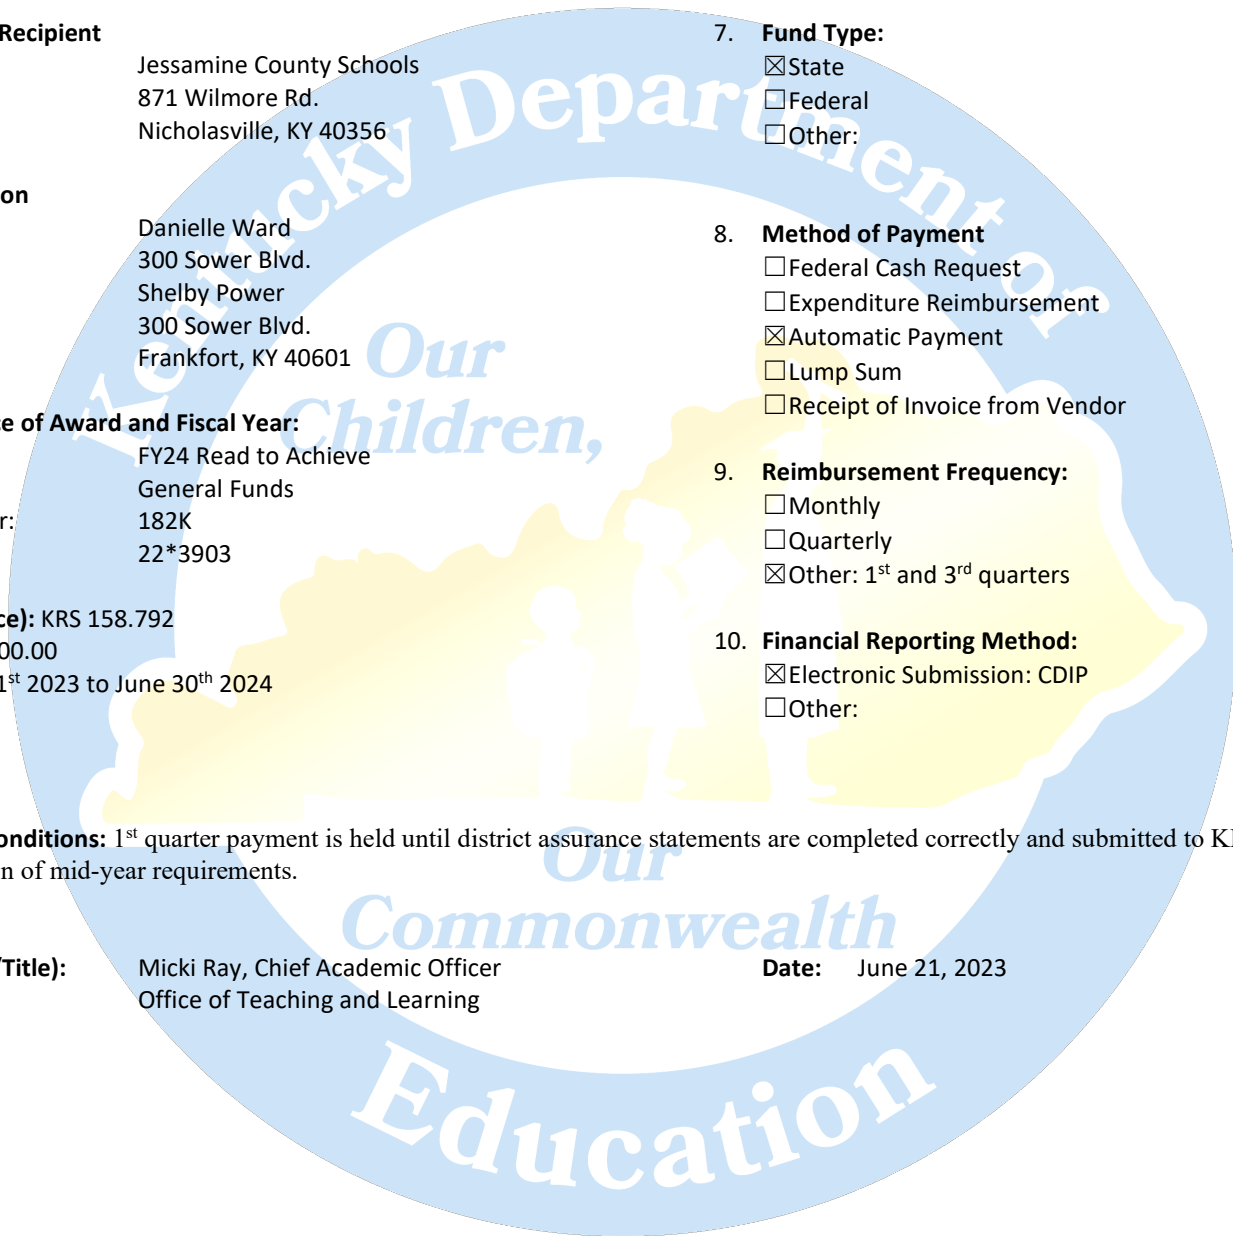 Recipient
Jessamine County Schools
871 Wilmore Rd.
Nicholasville, KY 40356
on
Danielle Ward
300 Sower Blvd.
Shelby Power
300 Sower Blvd.
Frankfort, KY 40601
ce of Award and Fiscal Year:
FY24 Read to Achieve
General Funds
r: 182K
22*3903
ce): KRS 158.792
00.00
1st 2023 to June 30th 2024
7. Fund Type:
☒State
☐Federal
☐Other:
8. Method of Payment
☐Federal Cash Request
☐Expenditure Reimbursement
☒Automatic Payment
☐Lump Sum
☐Receipt of Invoice from Vendor
9. Reimbursement Frequency:
☐Monthly
☐Quarterly
☒Other: 1st and 3rd quarters
10. Financial Reporting Method:
☒Electronic Submission: CDIP
☐Other:
onditions: 1st quarter payment is held until district assurance statements are completed correctly and submitted to K
n of mid-year requirements.
/Title): Micki Ray, Chief Academic Officer
Office of Teaching and Learning
Date: June 21, 2023
Kentucky Department of
Education
Our
Children,
Our
Commonwealth